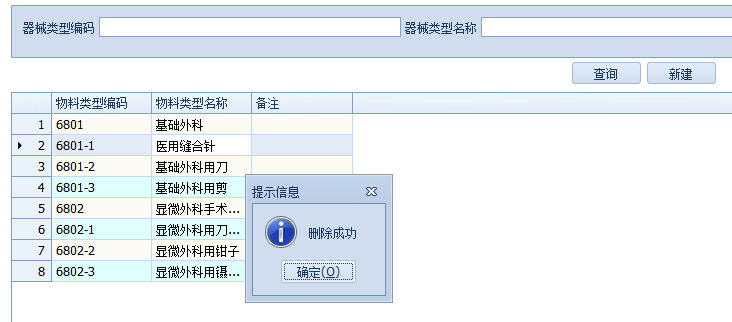 器械类型编码 器械类型名称
查询 新建
物料类型编码 物料类型名称 备注
1 6801 基础外科
2 6801-1 医用缝合针
3 6801-2 基础外科用刀
4 6801-3 基础外科用剪
5 6802 显微外科手术...
6 6802-1 显微外科用刀...
7 6802-2 显微外科用钳子
8 6802-3 显微外科用镊...
提示信息
删除成功
确定(O)